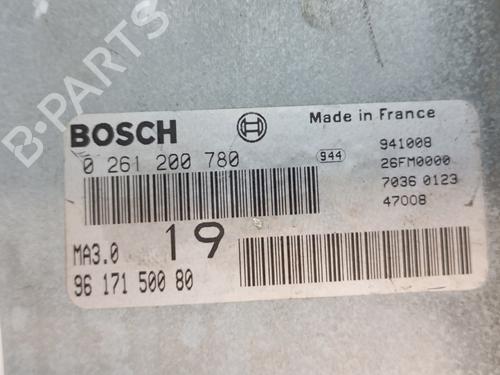 B-PARTS
BOSCH
Made in France
0 261 200 780
944
941008
26FM0000
7036 0123
47008
MA3.0 19
96 171 500 80